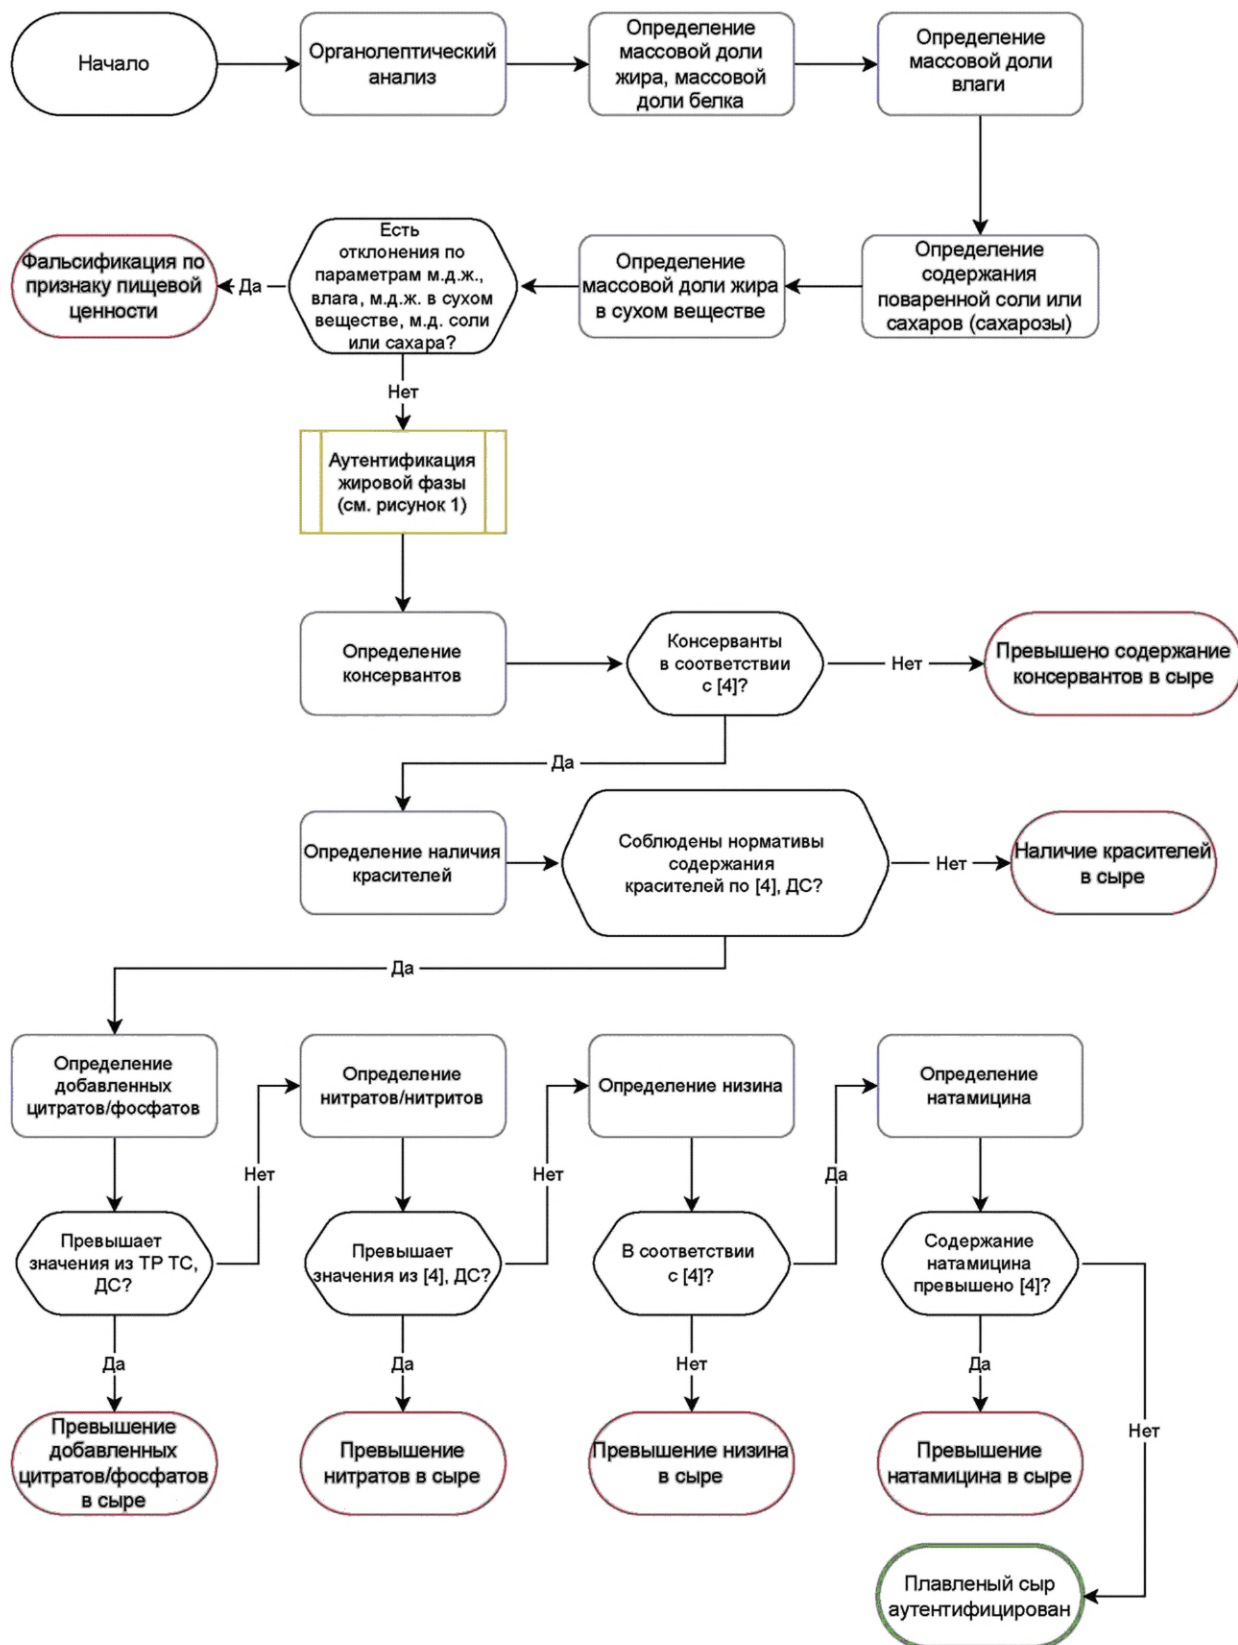 Начало
Органолептический
анализ
Определение
массовой доли
жира, массовой
доли белка
Определение
массовой доли
влаги
Определение
содержания
поваренной соли или
сахаров (сахарозы)
Определение
массовой доли жира
в сухом веществе
Есть
отклонения по
параметрам м.д.ж.,
влага, м.д.ж. в сухом
веществе, м.д. соли
или сахара?
Да
Фальсификация по
признаку пищевой
ценности
Нет
Аутентификация
жировой фазы
(см. рисунок 1)
Определение
консервантов
Консерванты
в соответствии
с [4]?
Нет
Превышено содержание
консервантов в сыре
Да
Определение наличия
красителей
Соблюдены нормативы
содержания
красителей по [4], ДС?
Нет
Наличие красителей
в сыре
Да
Определение
добавленных
цитратов/фосфатов
Определение
нитратов/нитритов
Определение низина
Определение
натамицина
Нет
Нет
Да
Превышает
значения из ТР ТС,
ДС?
Превышает
значения из [4], ДС?
В соответствии
с [4]?
Содержание
натамицина
превышено [4]?
Да
Да
Нет
Да
Нет
Превышение
добавленных
цитратов/фосфатов
в сыре
Превышение
нитратов в сыре
Превышение низина
в сыре
Превышение
натамицина в сыре
Плавленый сыр
аутентифицирован